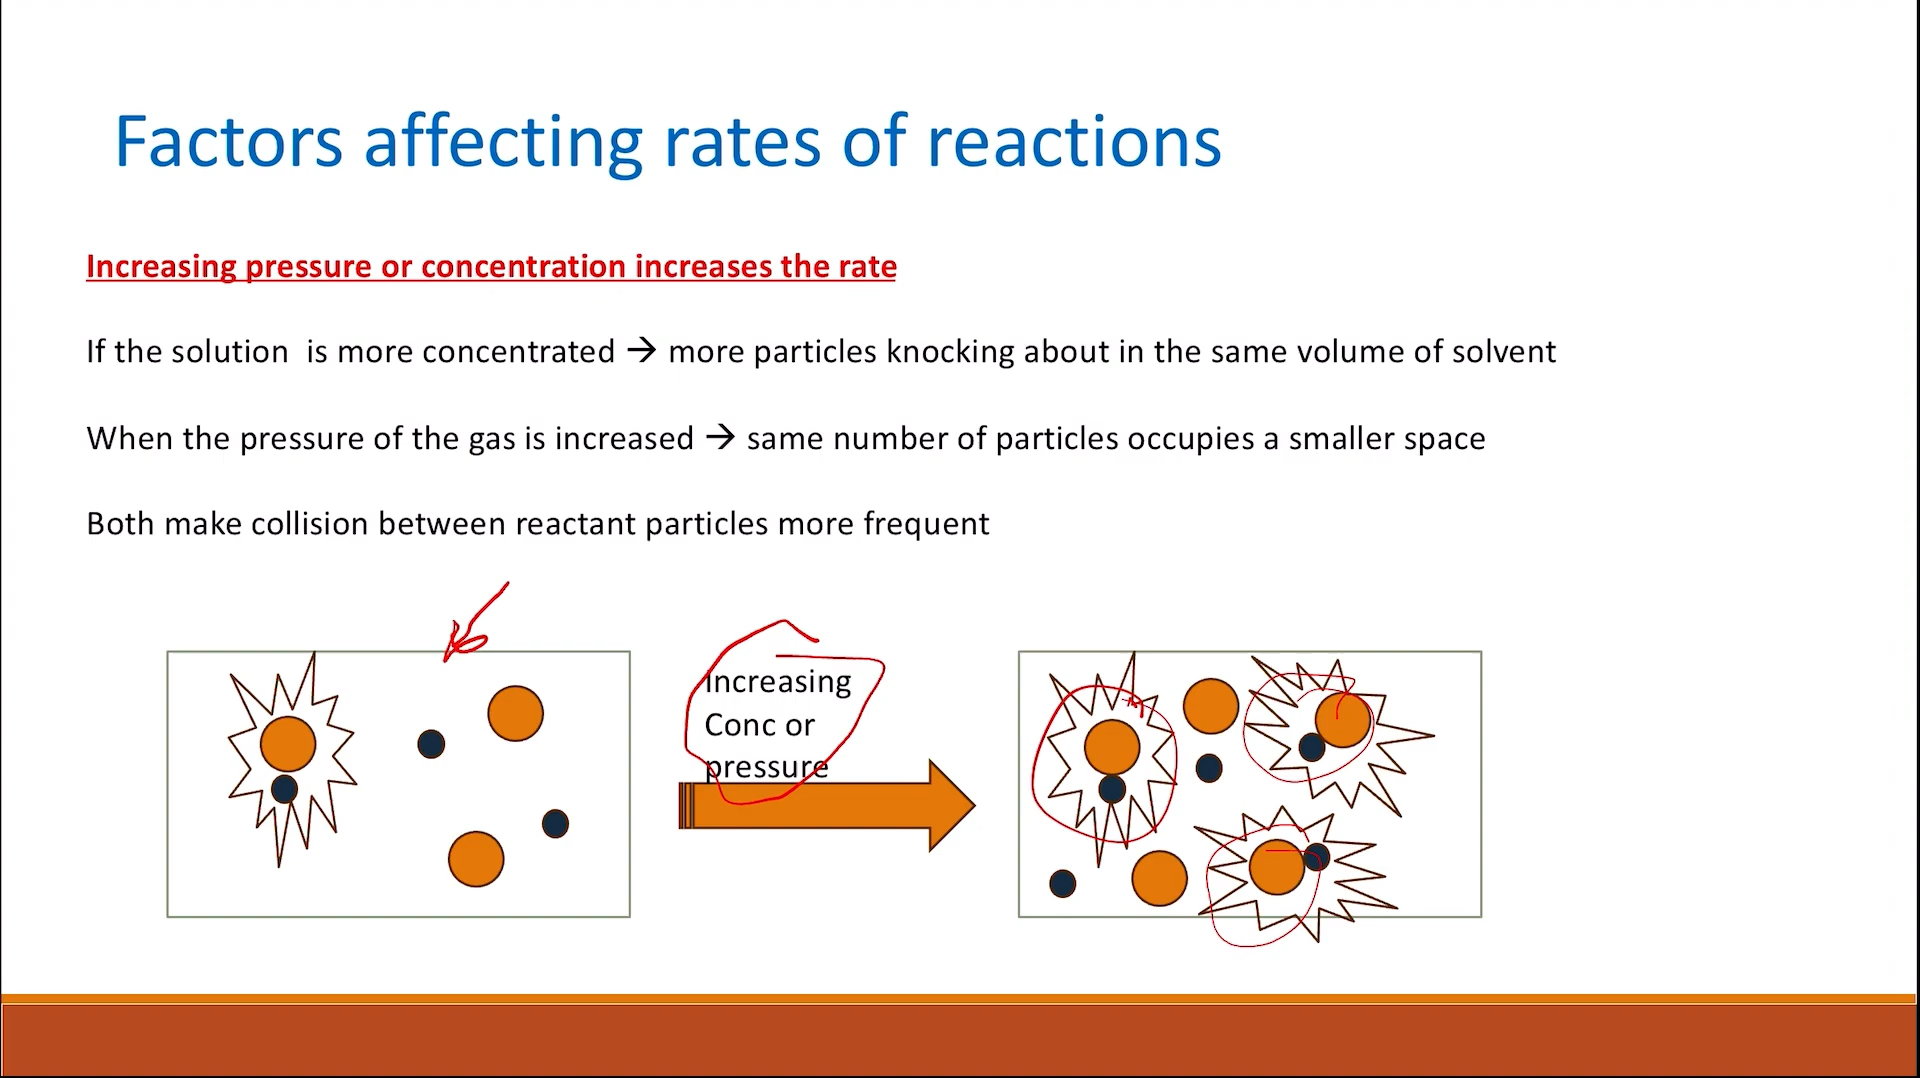 Factors affecting rates of reactions
Increasing pressure or concentration increases the rate
If the solution  is more concentrated → more particles knocking about in the same volume of solvent
When the pressure of the gas is increased → same number of particles occupies a smaller space
Both make collision between reactant particles more frequent
Increasing
Conc or
pressure